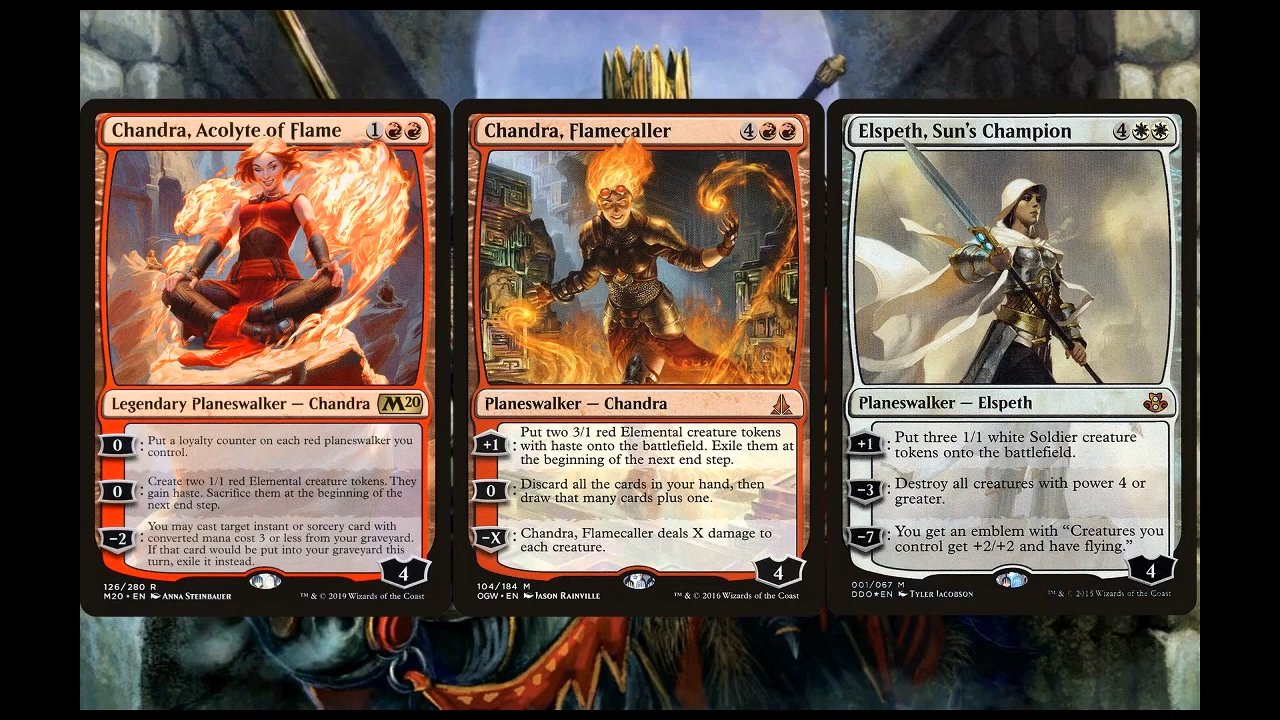 Chandra, Acolyte of Flame 1
Legendary Planeswalker — Chandra M20
0 : Put a loyalty counter on each red planeswalker you
control.
0 : Create two 1/1 red Elemental creature tokens. They
gain haste. Sacrifice them at the beginning of the
next end step.
−2 : You may cast target instant or sorcery card with
converted mana cost 3 or less from your graveyard.
If that card would be put into your graveyard this
turn, exile it instead.
4
126/280 R
M20 • EN Anna Steinbauer ™ & © 2019 Wizards of the Coast
Chandra, Flamecaller 4
Planeswalker — Chandra
+1 : Put two 3/1 red Elemental creature tokens
with haste onto the battlefield. Exile them at
the beginning of the next end step.
0 : Discard all the cards in your hand, then
draw that many cards plus one.
−X : Chandra, Flamecaller deals X damage to
each creature.
4
104/184 M
OGW • EN Jason Rainville ™ & © 2016 Wizards of the Coast
Elspeth, Sun's Champion 4
Planeswalker — Elspeth
+1 : Put three 1/1 white Soldier creature
tokens onto the battlefield.
−3 : Destroy all creatures with power 4 or
greater.
−7 : You get an emblem with “Creatures you
control get +2/+2 and have flying.”
4
001/067 M
DDO★EN Tyler Jacobson ™ & © 2015 Wizards of the Coast